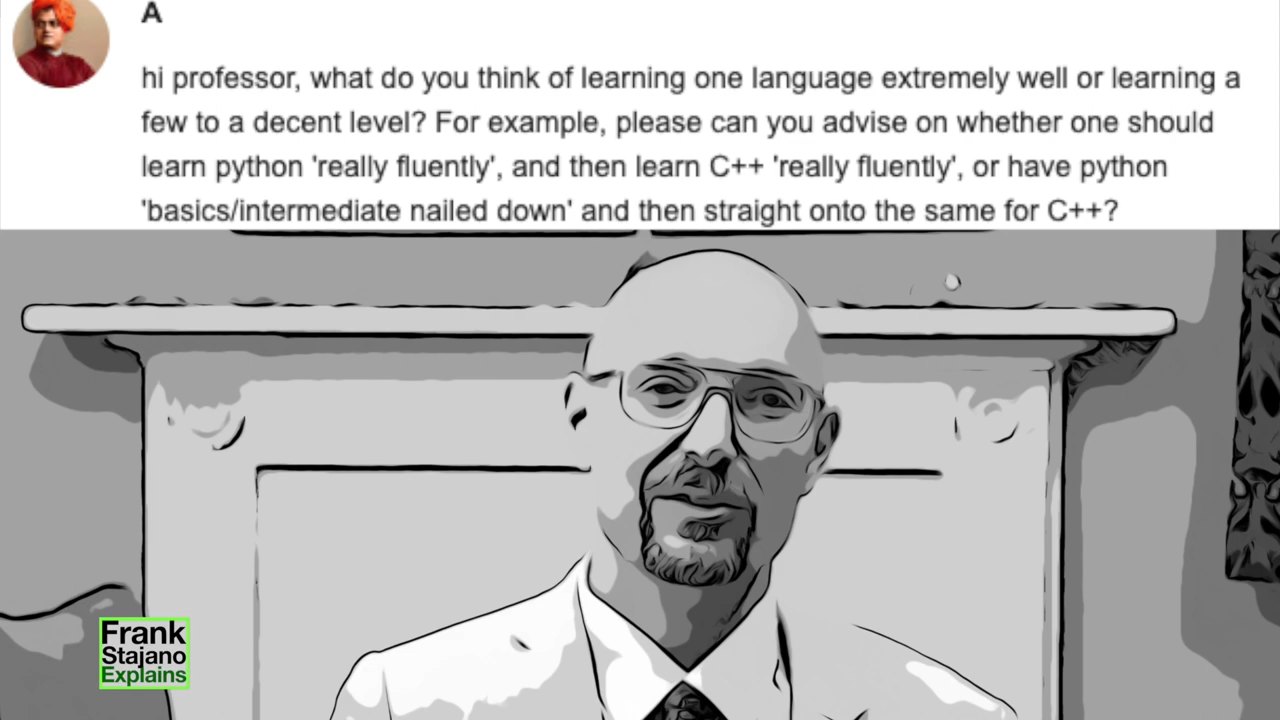 A
hi professor, what do you think of learning one language extremely well or learning a
few to a decent level? For example, please can you advise on whether one should
learn python 'really fluently', and then learn C++ 'really fluently', or have python
'basics/intermediate nailed down' and then straight onto the same for C++?
Frank
Stajano
Explains